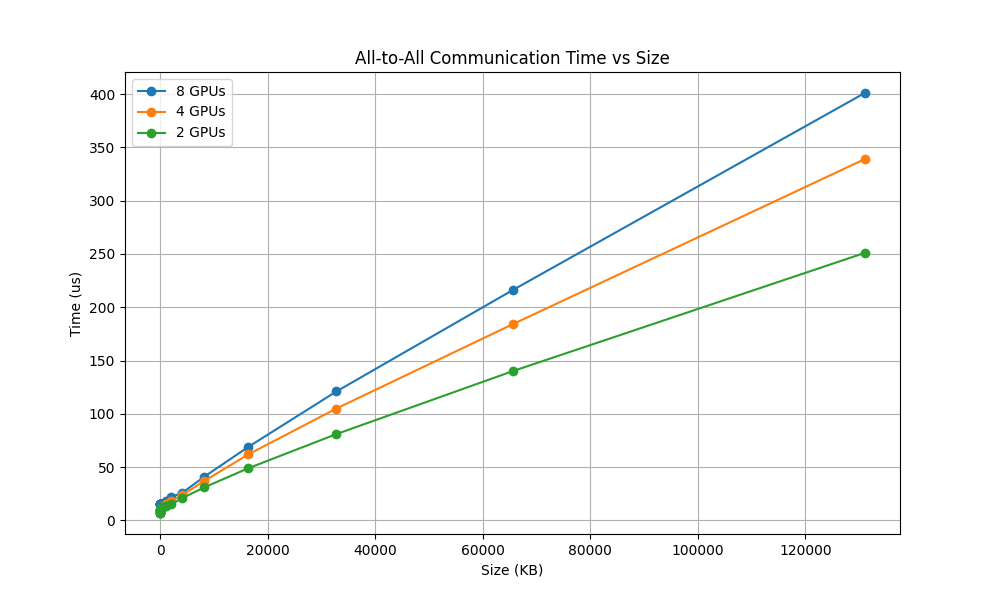 All-to-All Communication Time vs Size
8 GPUs
4 GPUs
2 GPUs
400
350
300
250
200
150
100
50
0
Time (us)
0 20000 40000 60000 80000 100000 120000
Size (KB)